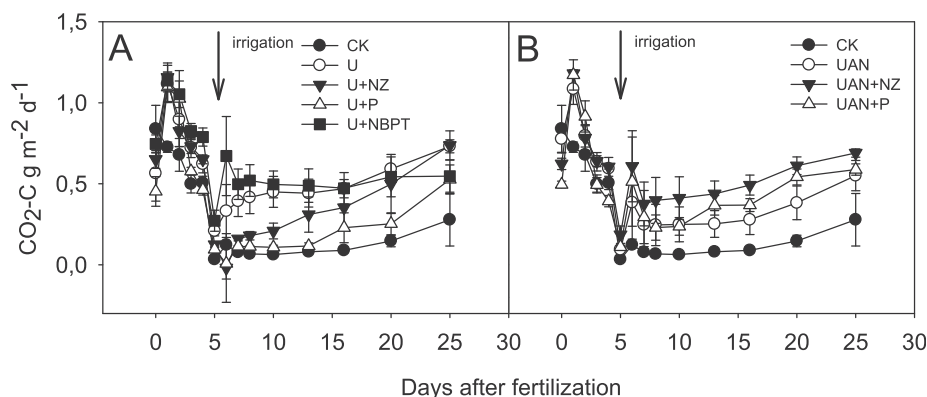 A
irrigation
CK
U
U+NZ
U+P
U+NBPT
B
irrigation
CK
UAN
UAN+NZ
UAN+P
CO2-C g m-2 d-1
1,5
1,0
0,5
0,0
0 5 10 15 20 25 30
0 5 10 15 20 25 30
Days after fertilization